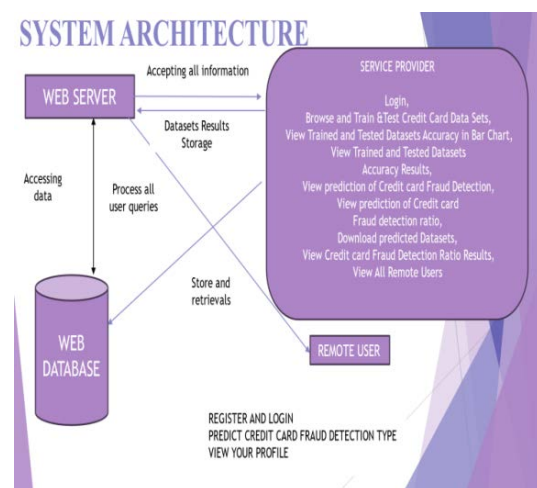 SYSTEM ARCHITECTURE
Accepting all information
WEB SERVER
Datasets Results
Storage
SERVICE PROVIDER
Login,
Browse and Train &Test Credit Card Data Sets,
View Trained and Tested Datasets Accuracy in Bar Chart,
View Trained and Tested Datasets
Accuracy Results,
View prediction of Credit card Fraud Detection,
View prediction of Credit card
Fraud detection ratio,
Download predicted Datasets,
View Credit card Fraud Detection Ratio Results,
View All Remote Users
Accessing
data
Process all
user queries
Store and
retrievals
WEB
DATABASE
REMOTE USER
REGISTER AND LOGIN
PREDICT CREDIT CARD FRAUD DETECTION TYPE
VIEW YOUR PROFILE